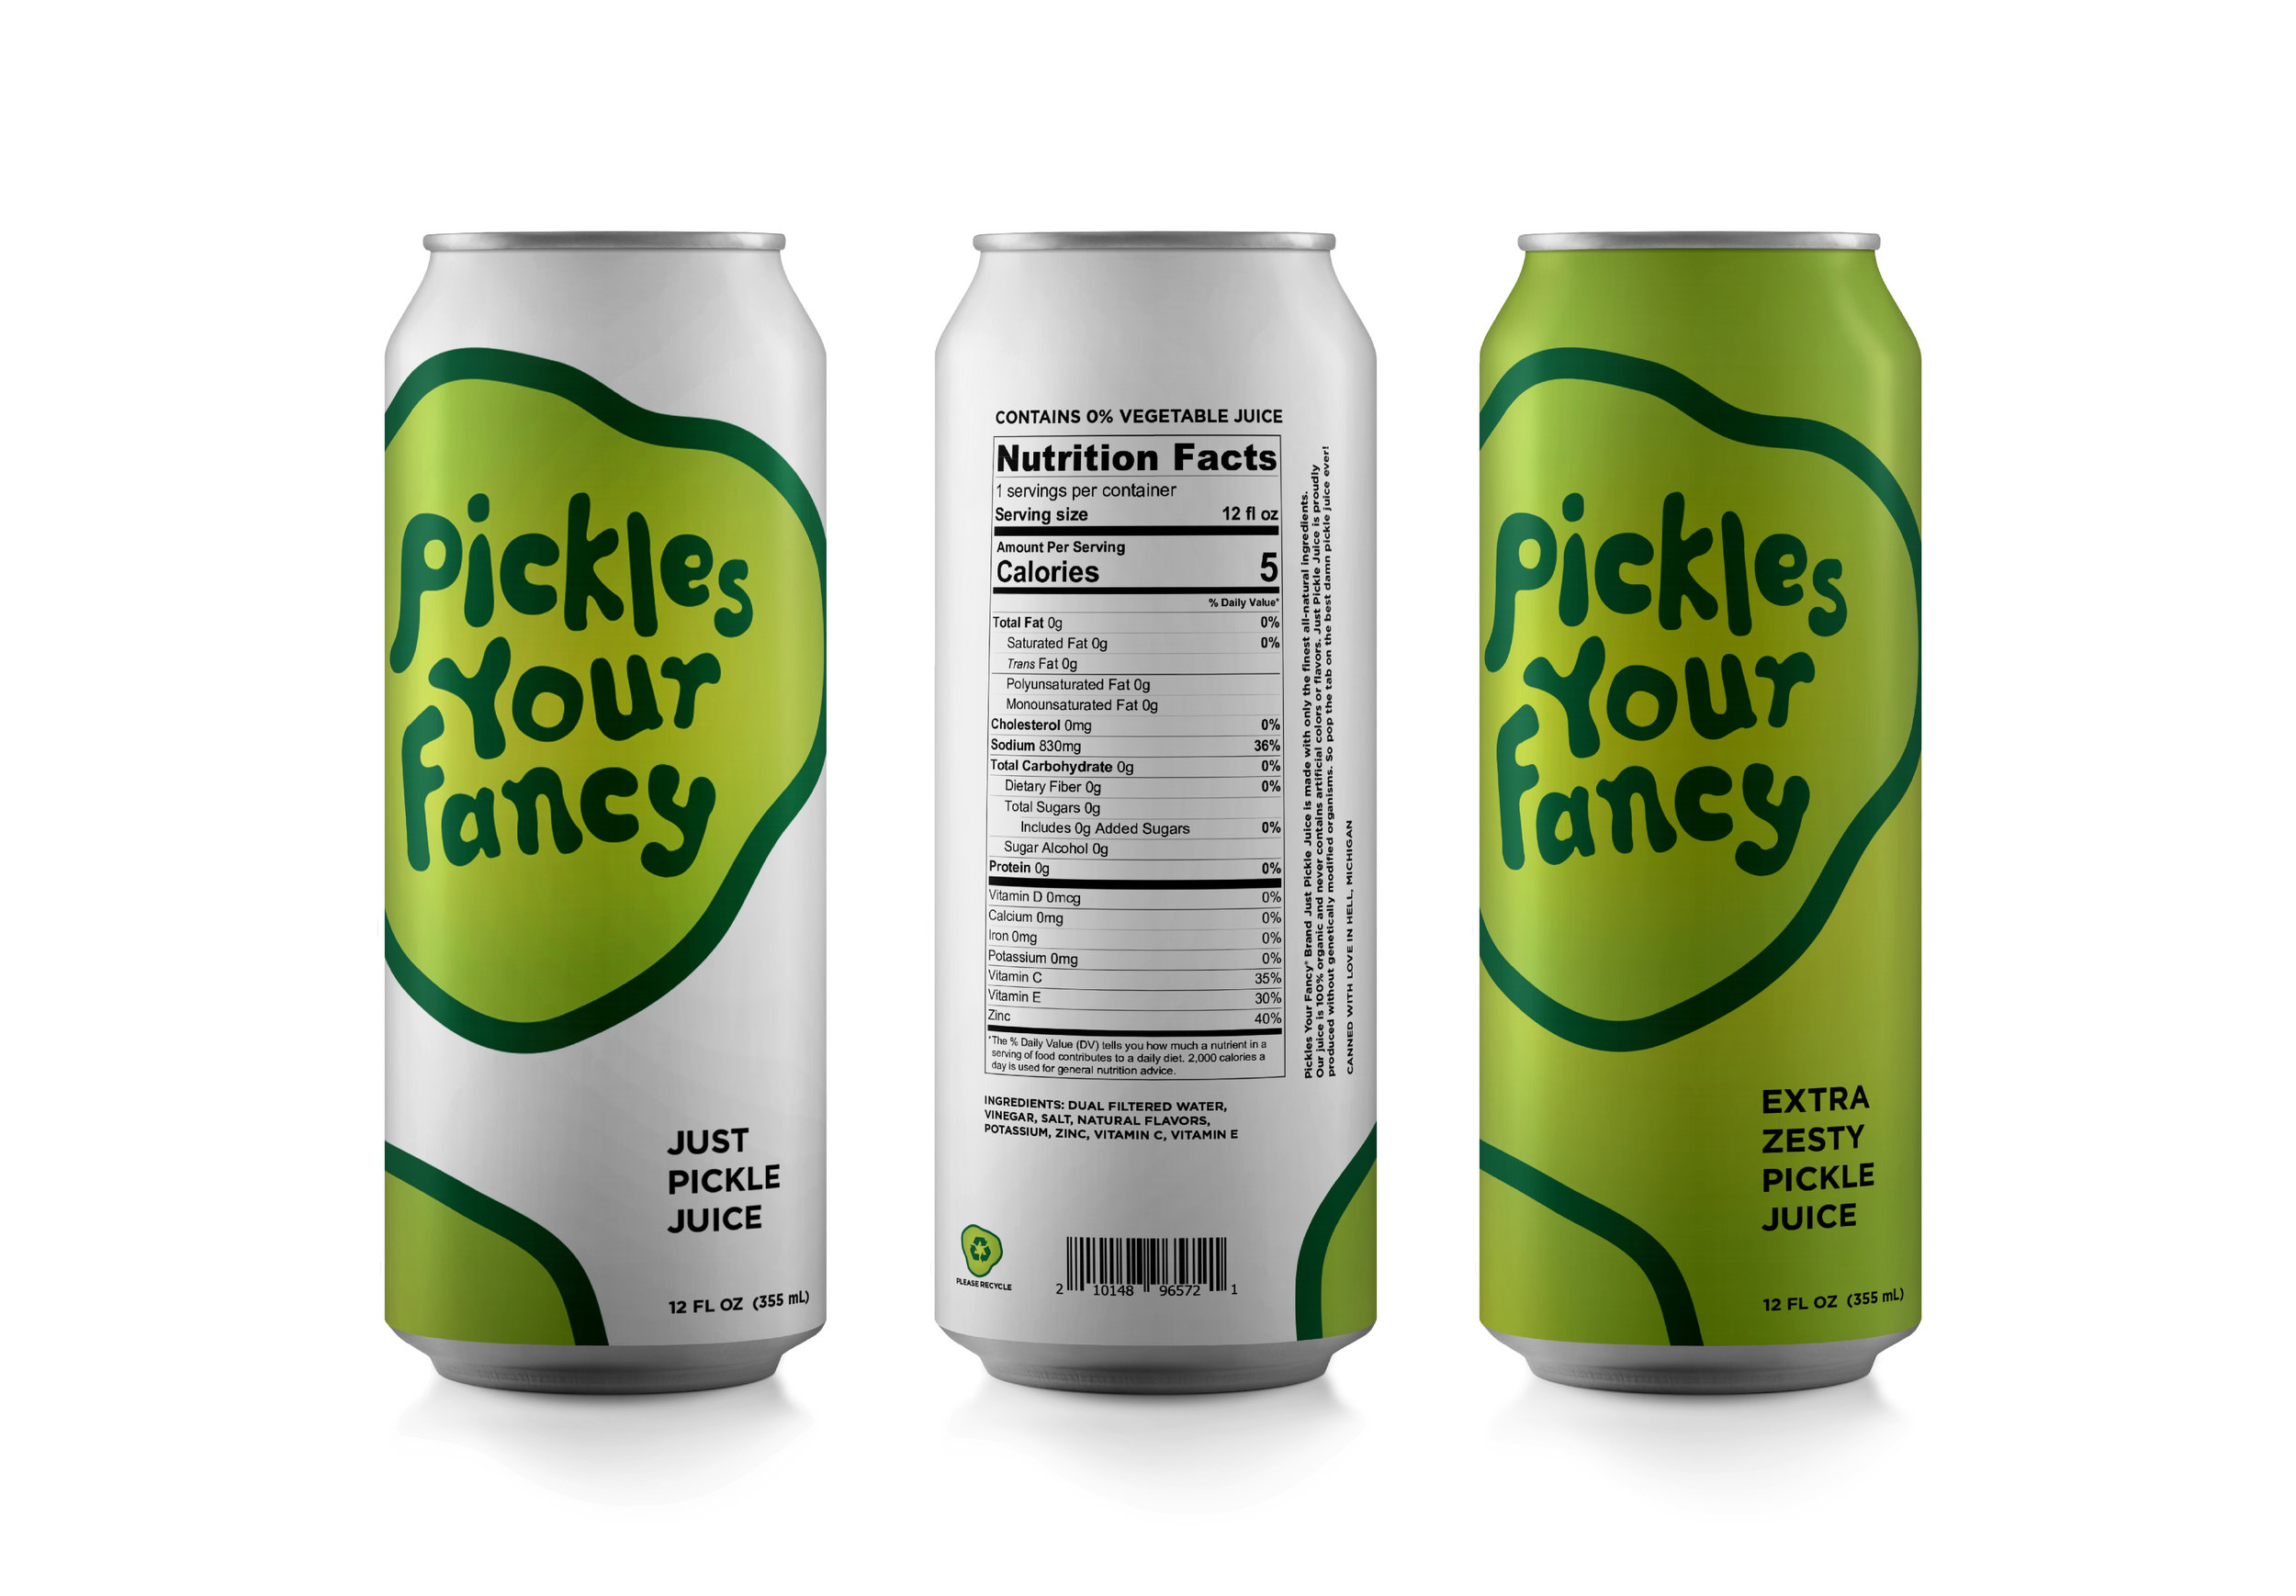 Pickles
Your
Fancy
JUST
PICKLE
JUICE
12 FL OZ (355 mL)
CONTAINS 0% VEGETABLE JUICE
Nutrition Facts
1 servings per container
Serving size 12 fl oz
Amount Per Serving
Calories 5
% Daily Value*
Total Fat 0g 0%
Saturated Fat 0g 0%
Trans Fat 0g
Polyunsaturated Fat 0g
Monounsaturated Fat 0g
Cholesterol 0mg 0%
Sodium 830mg 36%
Total Carbohydrate 0g 0%
Dietary Fiber 0g 0%
Total Sugars 0g
Includes 0g Added Sugars 0%
Sugar Alcohol 0g
Protein 0g 0%
Vitamin D 0mcg 0%
Calcium 0mg 0%
Iron 0mg 0%
Potassium 0mg 0%
Vitamin C 35%
Vitamin E 30%
Zinc 40%
*The % Daily Value (DV) tells you how much a nutrient in a
serving of food contributes to a daily diet. 2,000 calories a
day is used for general nutrition advice.
INGREDIENTS: DUAL FILTERED WATER,
VINEGAR, SALT, NATURAL FLAVORS,
POTASSIUM, ZINC, VITAMIN C, VITAMIN E
Pickles Your Fancy® Brand Just Pickle Juice is made with only the finest all-natural ingredients.
Our juice is 100% organic and never contains artificial colors or flavors. Just Pickle Juice is proudly
produced without genetically modified organisms. So pop the tab on the best damn pickle juice ever!
CANNED WITH LOVE IN HELL, MICHIGAN
PLEASE RECYCLE
2 10148 96572 1
Pickles
Your
Fancy
EXTRA
ZESTY
PICKLE
JUICE
12 FL OZ (355 mL)